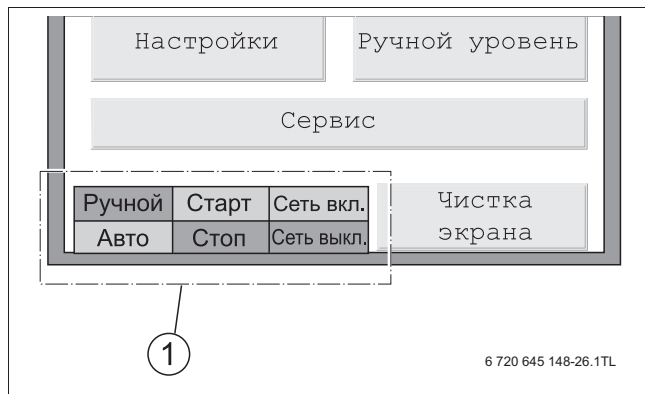 Настройки
Ручной уровень
Сервис
Ручной
Старт
Сеть вкл.
Авто
Стоп
Сеть выкл.
Чистка
экрана
1
6 720 645 148-26.1TL